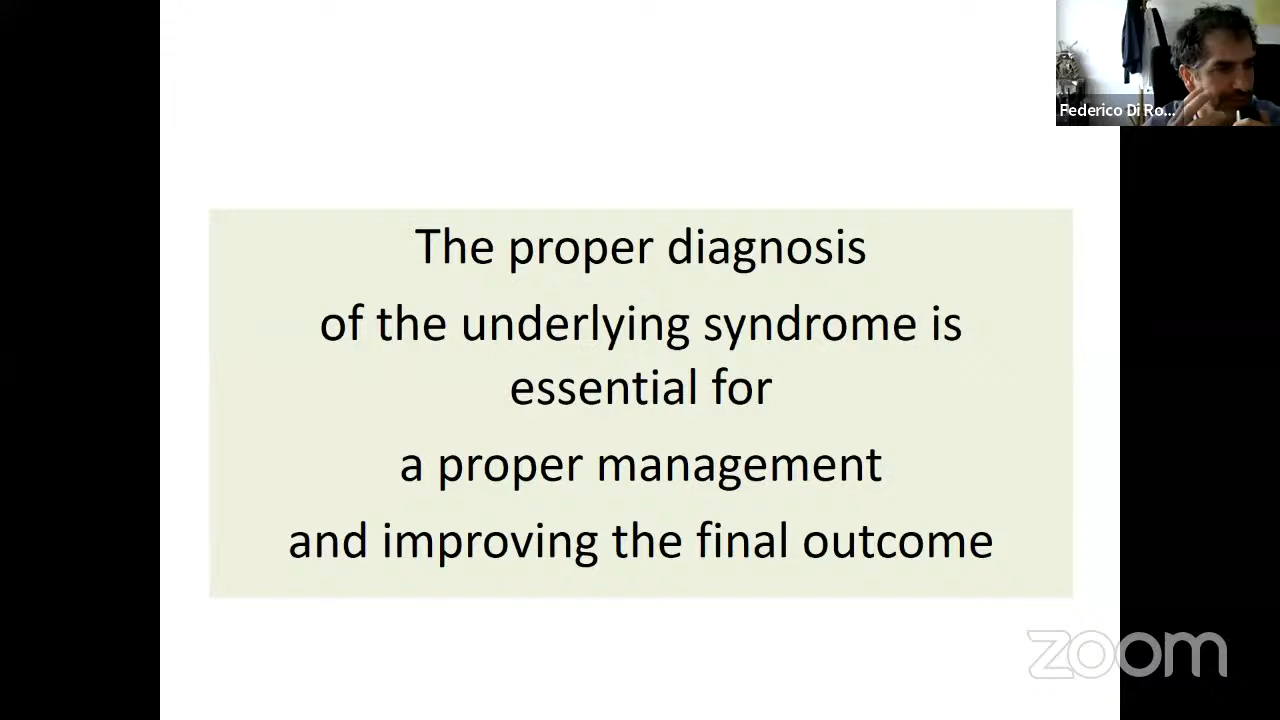 Federico Di Ro...
The proper diagnosis
of the underlying syndrome is
essential for
a proper management
and improving the final outcome
zoom